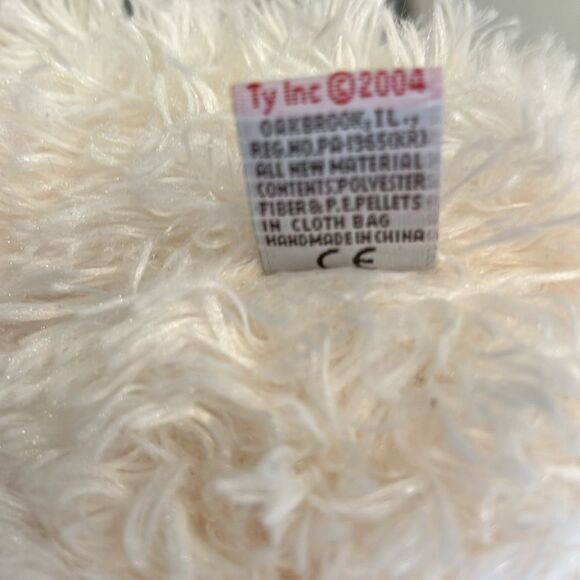 Ty Inc ©2004
OAKBROOK, IL.,
REG.NO.PA-1965(KR)
ALL NEW MATERIAL
CONTENTS:POLYESTER
FIBER & P.E.PELLETS
IN CLOTH BAG
HANDMADE IN CHINA
CE